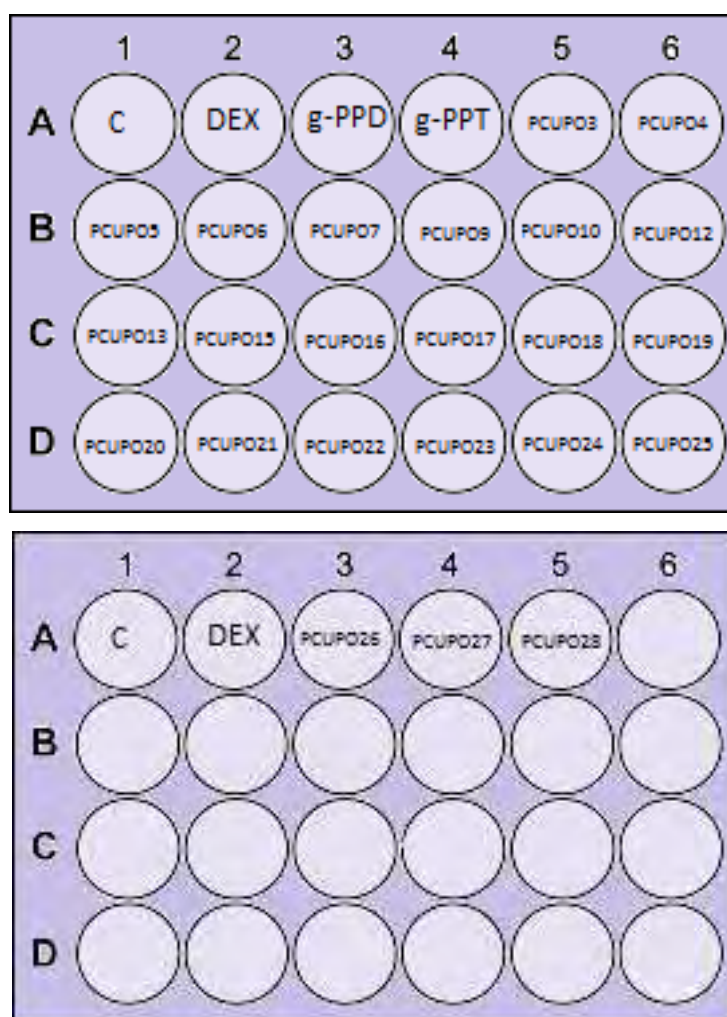 1 2 3 4 5 6
A C DEX g-PPD g-PPT PCUPO3 PCUPO4
B PCUPO5 PCUPO6 PCUPO7 PCUPO9 PCUPO10 PCUPO12
C PCUPO13 PCUPO15 PCUPO16 PCUPO17 PCUPO18 PCUPO19
D PCUPO20 PCUPO21 PCUPO22 PCUPO23 PCUPO24 PCUPO25
1 2 3 4 5 6
A C DEX PCUPO26 PCUPO27 PCUPO28
B
C
D